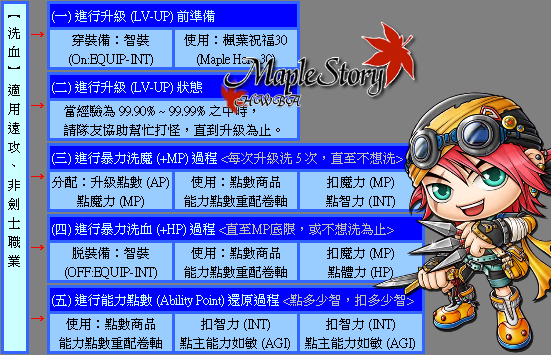 【洗血】適用遠攻、非劍士職業
(一) 進行升級 (LV-UP) 前準備
穿裝備：智裝
(On:EQUIP-INT)
使用：楓葉祝福30
(Maple Hero 30)
Maple Story
HWBA
(二) 進行升級 (LV-UP) 狀態
當經驗為 99.90% ~ 99.99% 之中時，
請隊友協助幫忙打怪，直到升級為止。
(三) 進行暴力洗魔 (+MP) 過程 <每次升級洗 5 次，直至不想洗>
分配：升級點數 (AP)
點魔力 (MP)
使用：點數商品
能力點數重配卷軸
扣魔力 (MP)
點智力 (INT)
(四) 進行暴力洗血 (+HP) 過程 <直至MP底限，或不想洗為止>
脫裝備：智裝
(OFF:EQUIP-INT)
使用：點數商品
能力點數重配卷軸
扣魔力 (MP)
點體力 (HP)
(五) 進行能力點數 (Ability Point) 還原過程 <點多少智，扣多少智>
使用：點數商品
能力點數重配卷軸
扣智力 (INT)
點主能力如敏 (AGI)
扣智力 (INT)
點主能力如敏 (AGI)